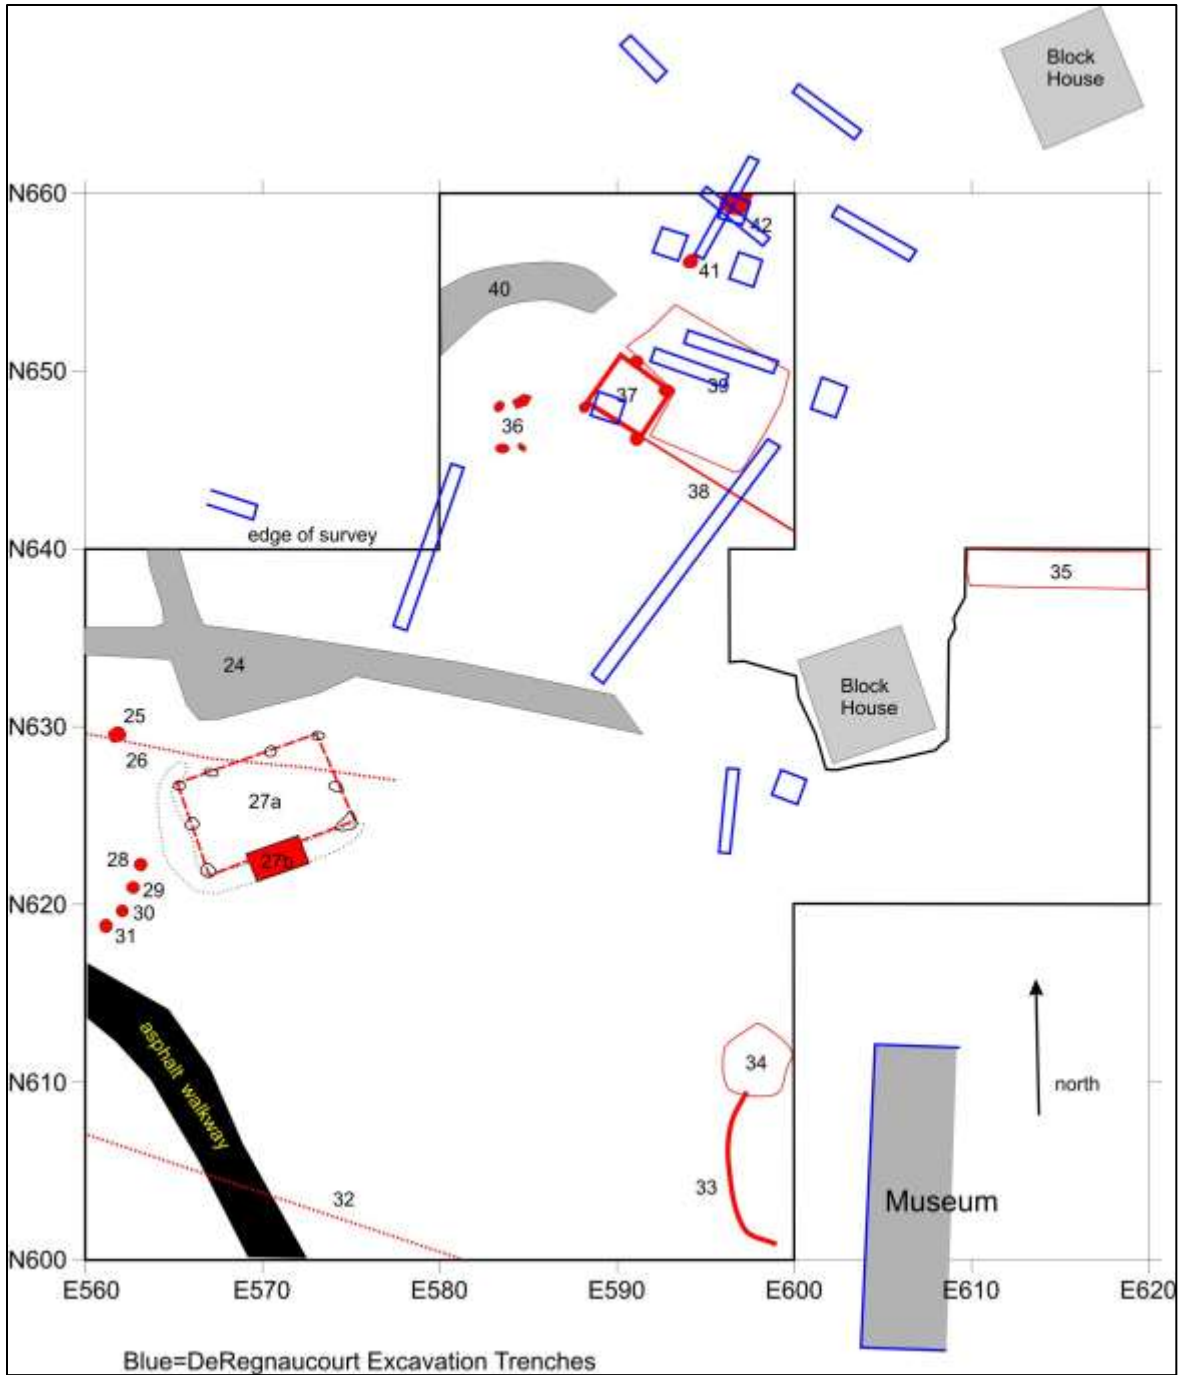 Block
House
N660
42
41
40
N650
37
39
36
38
edge of survey
N640
35
24
Block
House
N630
25
26
27a
27b
28
29
30
31
N620
34
asphalt walkway
N610
north
33
32
Museum
N600
E560 E570 E580 E590 E600 E610 E620
Blue=DeRegnaucourt Excavation Trenches